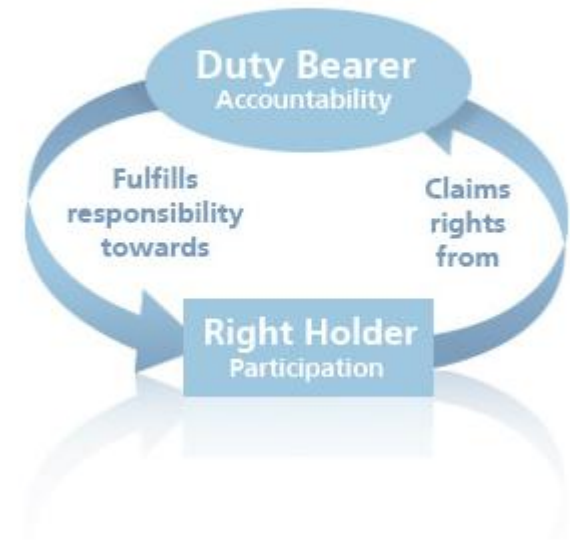 Duty Bearer
Accountability
Fulfills
responsibility
towards
Claims
rights
from
Right Holder
Participation